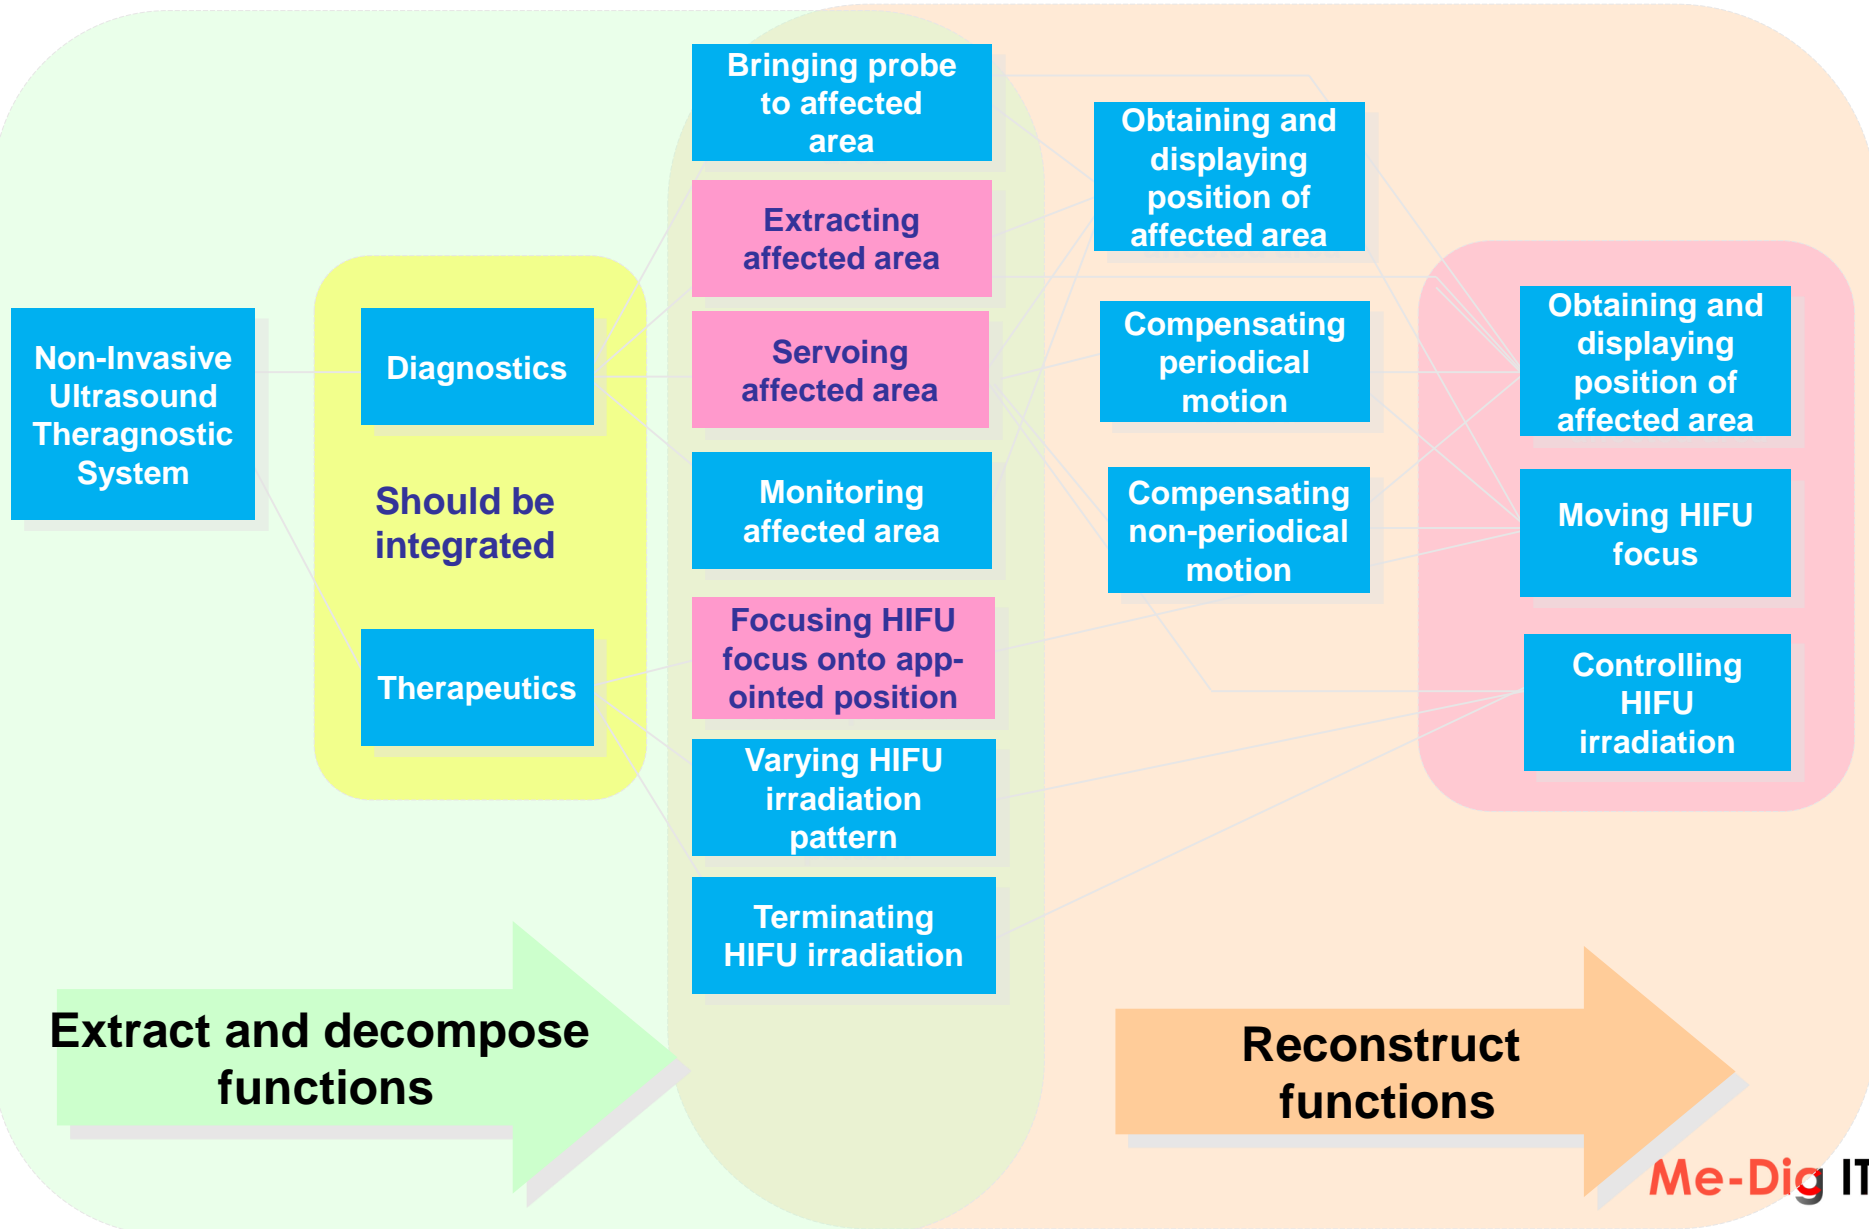 Non-Invasive
Ultrasound
Theragnostic
System
Diagnostics
Should be
integrated
Therapeutics
Bringing probe
to affected
area
Extracting
affected area
Servoing
affected area
Monitoring
affected area
Focusing HIFU
focus onto app-
ointed position
Varying HIFU
irradiation
pattern
Terminating
HIFU irradiation
Obtaining and
displaying
position of
affected area
Compensating
periodical
motion
Compensating
non-periodical
motion
Obtaining and
displaying
position of
affected area
Moving HIFU
focus
Controlling
HIFU
irradiation
Extract and decompose
functions
Reconstruct
functions
Me-Dig IT